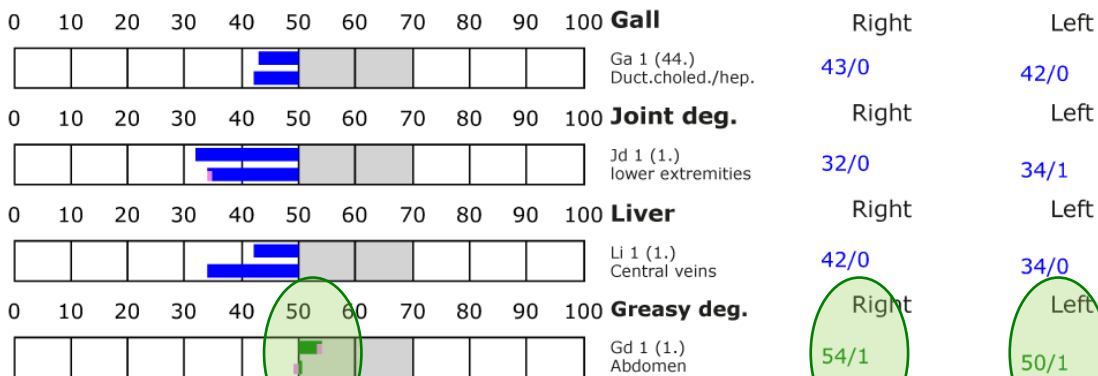 0 10 20 30 40 50 60 70 80 90 100 Gall Right Left
Ga 1 (44.)
Duct.choled./hep. 43/0 42/0
0 10 20 30 40 50 60 70 80 90 100 Joint deg. Right Left
Jd 1 (1.)
lower extremities 32/0 34/1
0 10 20 30 40 50 60 70 80 90 100 Liver Right Left
Li 1 (1.)
Central veins 42/0 34/0
0 10 20 30 40 50 60 70 80 90 100 Greasy deg. Right Left
Gd 1 (1.)
Abdomen 54/1 50/1